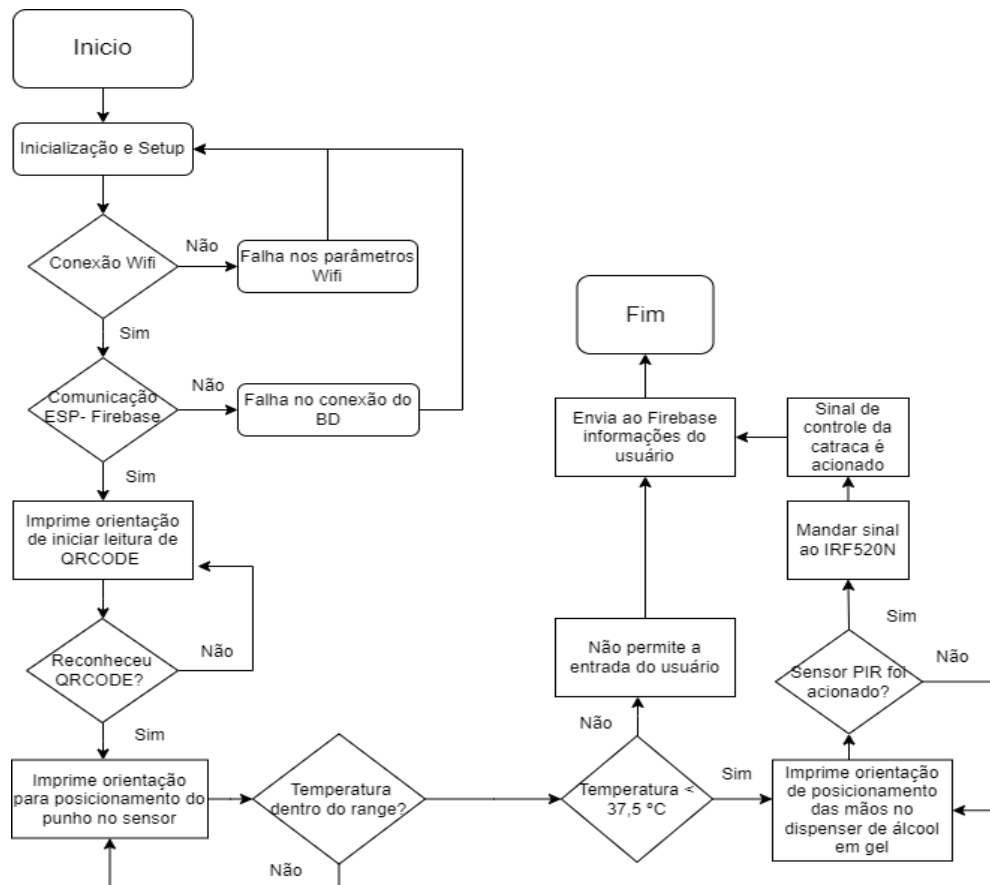 Inicio
Inicialização e Setup
Conexão Wifi
Não
Falha nos parâmetros
Wifi
Sim
Comunicação
ESP- Firebase
Não
Falha no conexão do
BD
Sim
Imprime orientação
de iniciar leitura de
QRCODE
Reconheceu
QRCODE?
Não
Sim
Imprime orientação
para posicionamento do
punho no sensor
Temperatura
dentro do range?
Não
Temperatura <
37,5 ºC
Não
Não permite a
entrada do usuário
Envia ao Firebase
informações do
usuário
Fim
Sim
Imprime orientação
de posicionamento
das mãos no
dispenser de álcool
em gel
Sensor PIR foi
acionado?
Não
Sim
Mandar sinal
ao IRF520N
Sinal de
controle da
catraca é
acionado